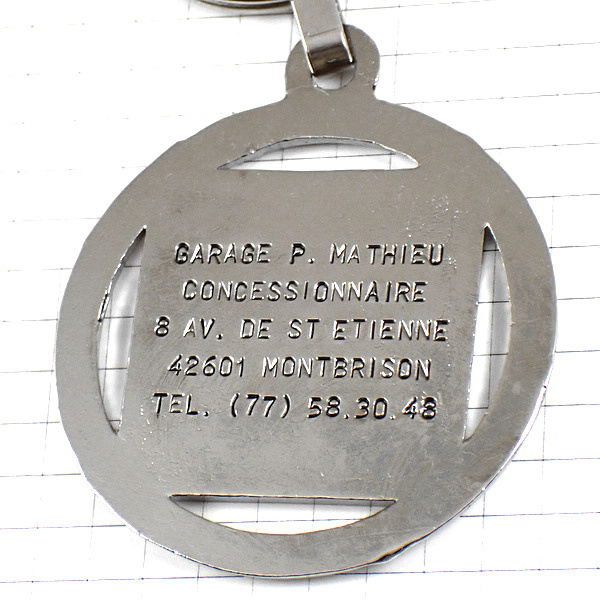 GARAGE P. MATHIEU
CONCESSIONNAIRE
8 AV. DE ST ETIENNE
42601 MONTBRISON
TEL. (77) 58.30.48